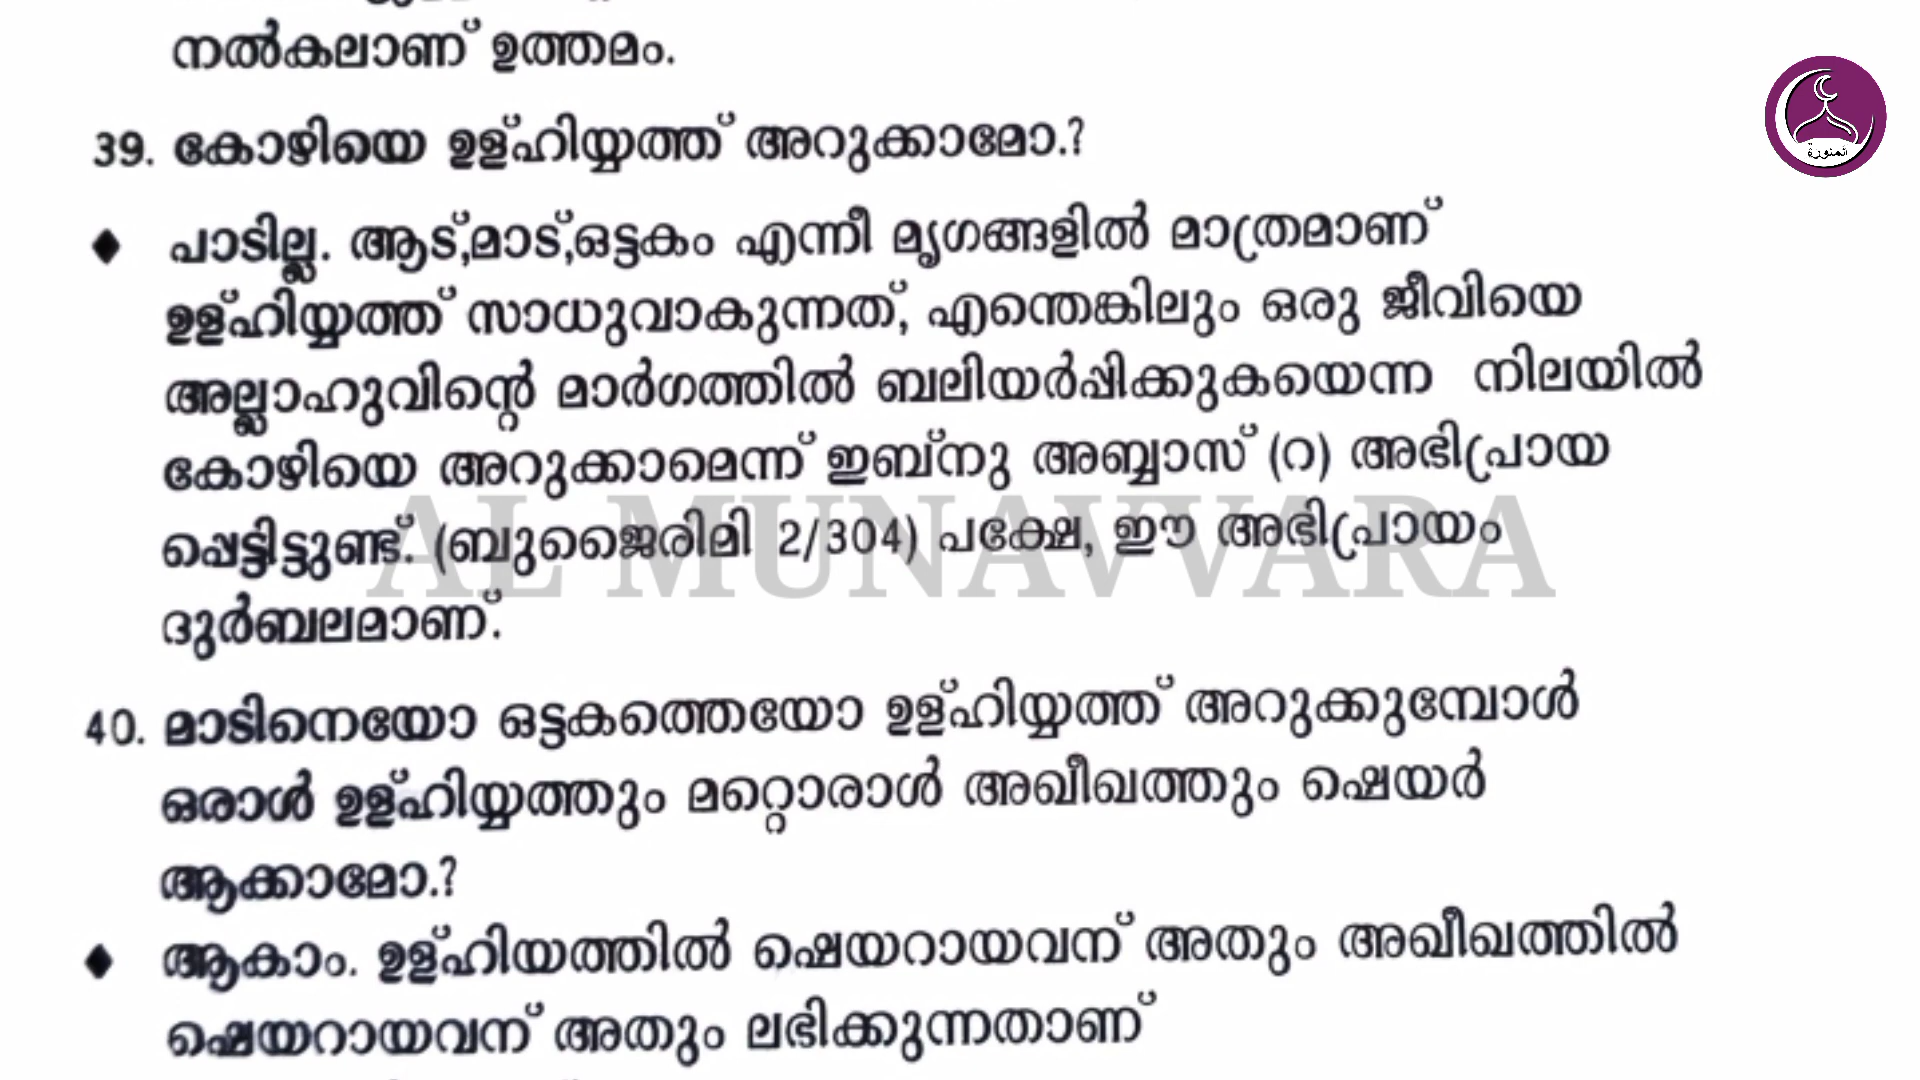 നൽകലാണ് ഉത്തമം.
39. കോഴിയെ ഉള്ഹിയ്യത്ത് അറുക്കാമോ.?
المنورة
◆ പാടില്ല. ആട്,മാട്,ഒട്ടകം എന്നീ മൃഗങ്ങളിൽ മാത്രമാണ്
ഉള്ഹിയ്യത്ത് സാധുവാകുന്നത്, എന്തെങ്കിലും ഒരു ജീവിയെ
അല്ലാഹുവിന്റെ മാർഗത്തിൽ ബലിയർപ്പിക്കുകയെന്ന നിലയിൽ
കോഴിയെ അറുക്കാമെന്ന് ഇബ്നു അബ്ബാസ് (റ) അഭിപ്രായ
പ്പെട്ടിട്ടുണ്ട്. (ബുജൈരിമി 2/304) പക്ഷേ, ഈ അഭിപ്രായം
AL MUNAVVARA
ദുർബലമാണ്.
40. മാടിനെയോ ഒട്ടകത്തെയോ ഉള്ഹിയ്യത്ത് അറുക്കുമ്പോൾ
ഒരാൾ ഉള്ഹിയ്യത്തും മറ്റൊരാൾ അഖീഖത്തും ഷെയർ
ആക്കാമോ.?
◆ ആകാം. ഉള്ഹിയത്തിൽ ഷെയറായവന് അതും അഖീഖത്തിൽ
ഷെയറായവന് അതും ലഭിക്കുന്നതാണ്